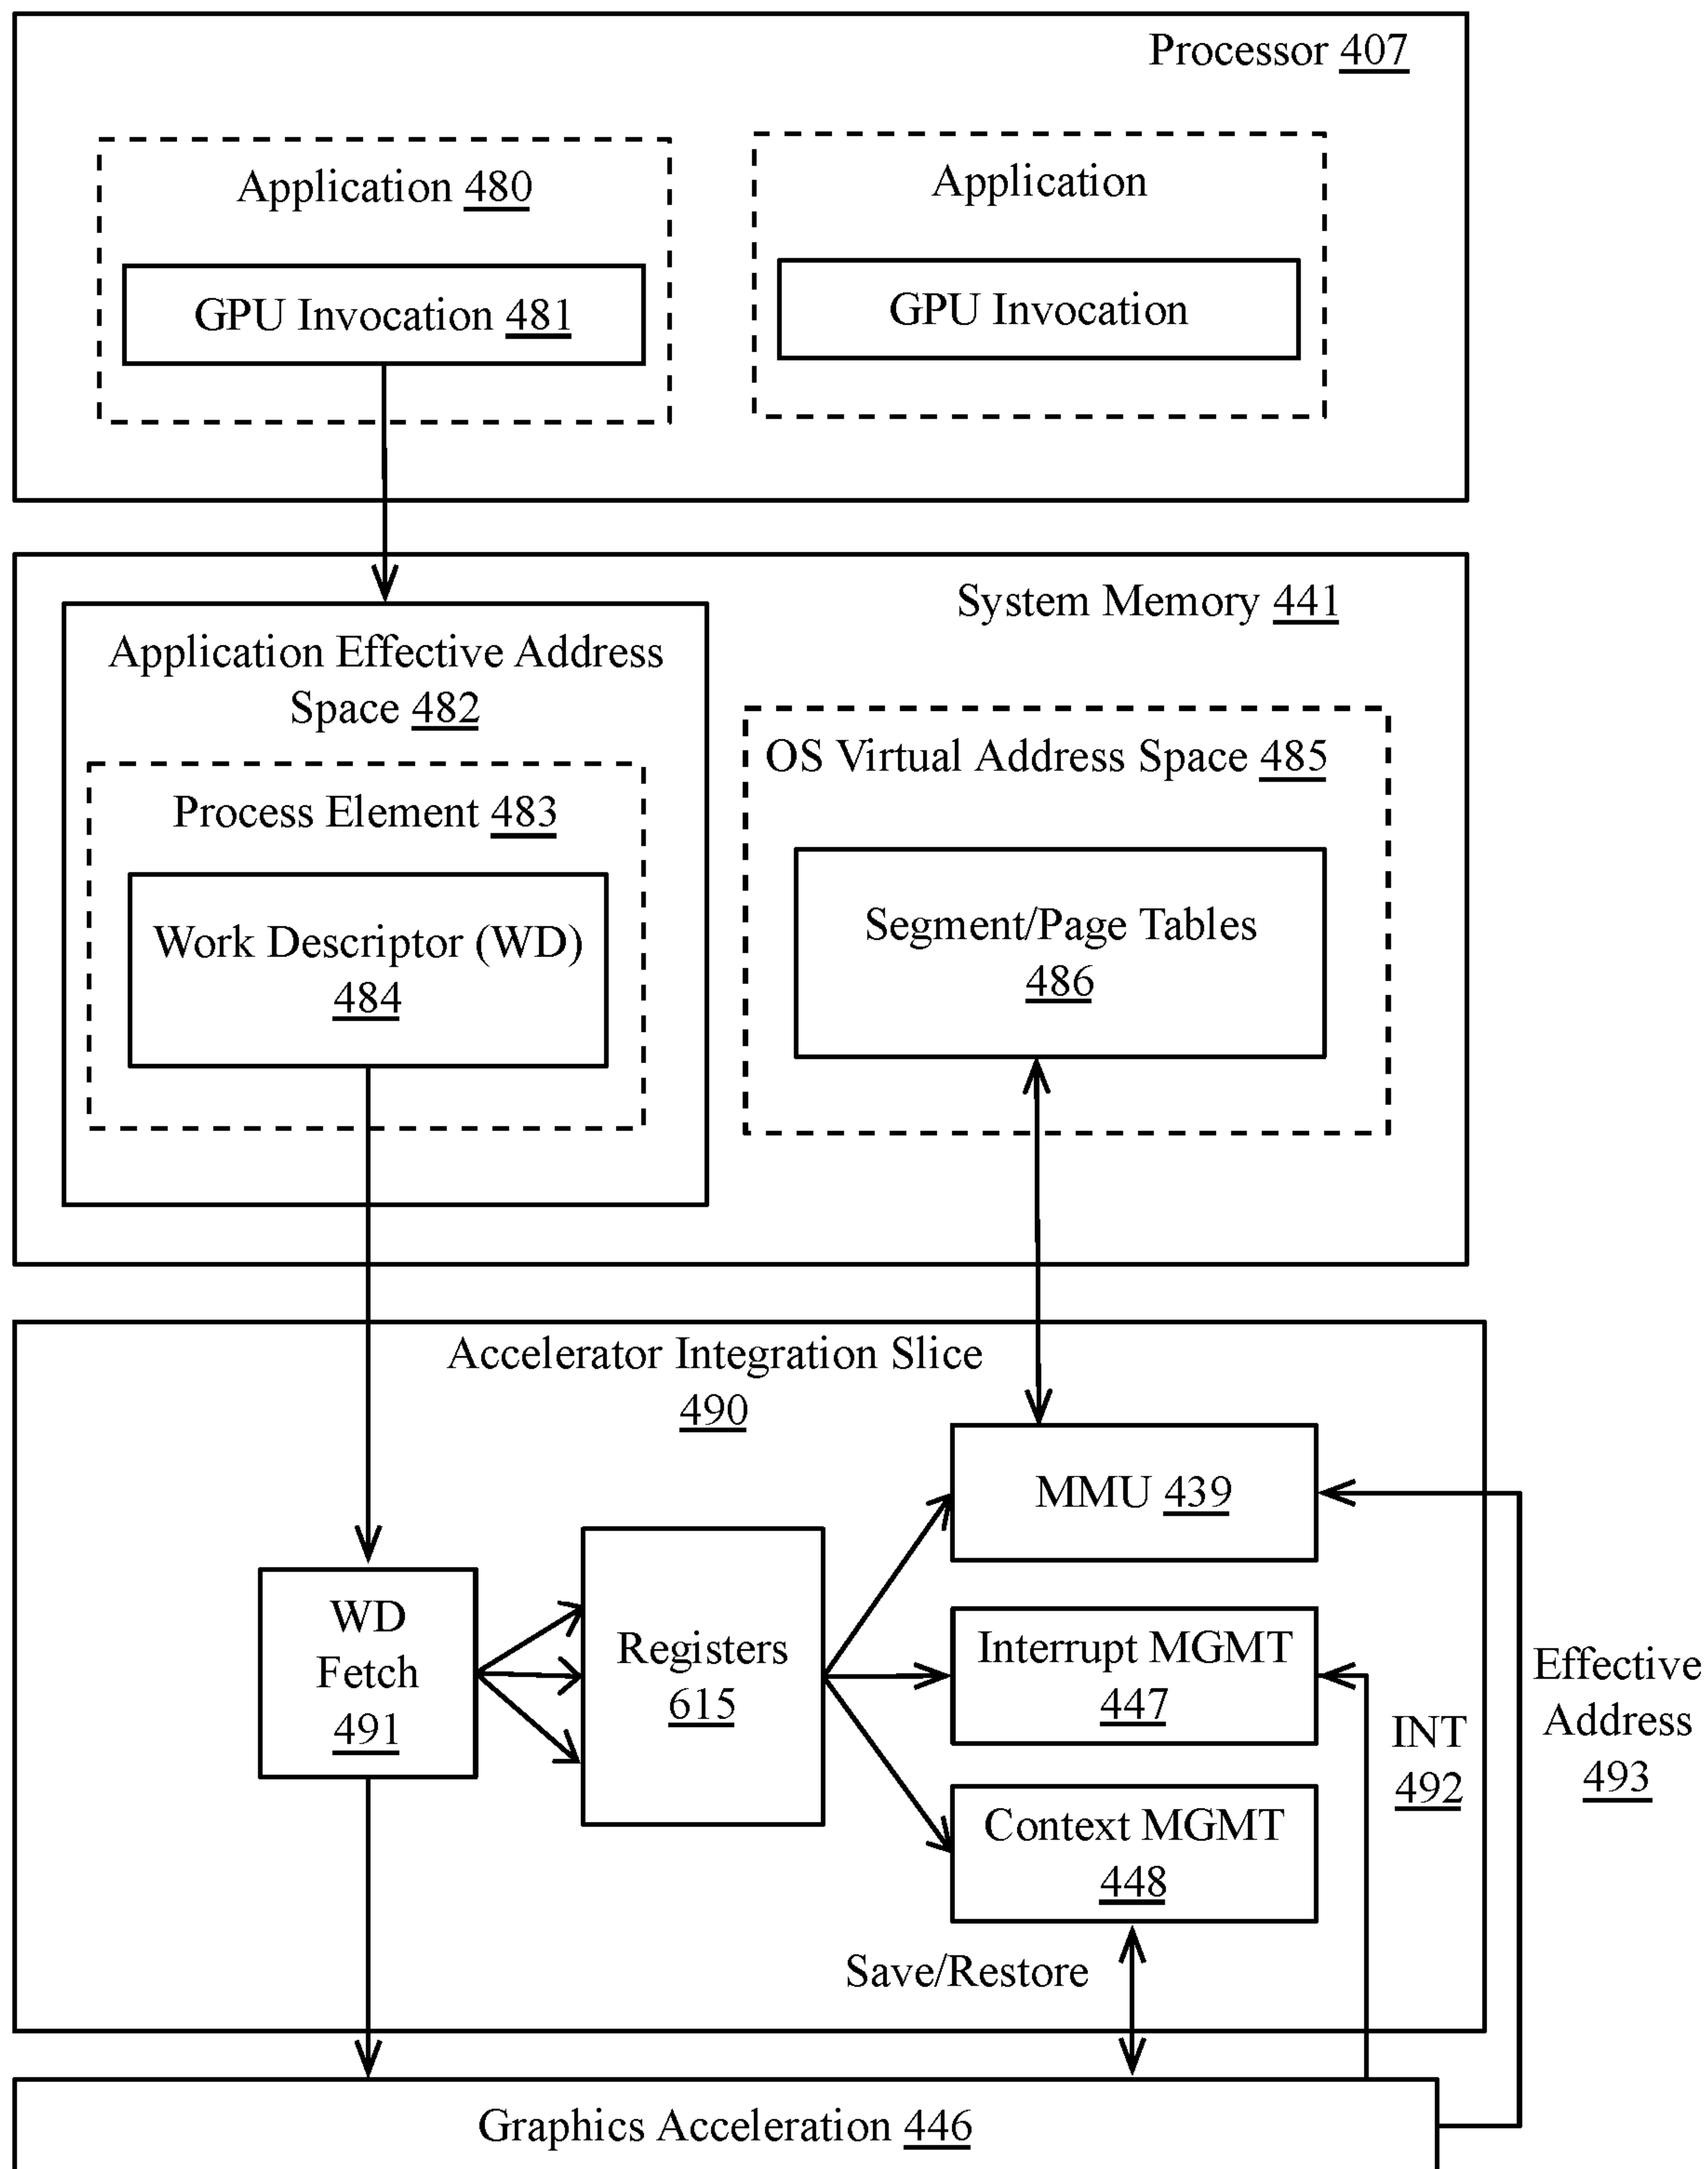 Processor 407
Application 480
GPU Invocation 481
Application
GPU Invocation
System Memory 441
Application Effective Address
Space 482
Process Element 483
Work Descriptor (WD)
484
OS Virtual Address Space 485
Segment/Page Tables
486
Accelerator Integration Slice
490
MMU 439
WD
Fetch
491
Registers
615
Interrupt MGMT
447
Context MGMT
448
INT
492
Effective
Address
493
Save/Restore
Graphics Acceleration 446